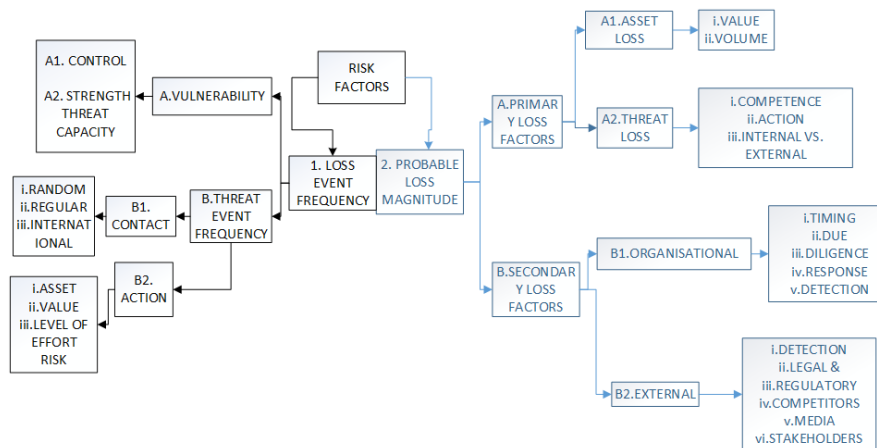 RISK
FACTORS
1. LOSS
EVENT
FREQUENCY
2. PROBABLE
LOSS
MAGNITUDE
A.VULNERABILITY
A1. CONTROL
A2. STRENGTH
THREAT
CAPACITY
B.THREAT
EVENT
FREQUENCY
B1.
CONTACT
i.RANDOM
ii.REGULAR
iii.INTERNAT
IONAL
B2.
ACTION
i.ASSET
ii.VALUE
iii.LEVEL OF
EFFORT
RISK
A.PRIMAR
Y LOSS
FACTORS
A1.ASSET
LOSS
i.VALUE
ii.VOLUME
A2.THREAT
LOSS
i.COMPETENCE
ii.ACTION
iii.INTERNAL VS.
EXTERNAL
B.SECONDAR
Y LOSS
FACTORS
B1.ORGANISATIONAL
i.TIMING
ii.DUE
iii.DILIGENCE
iv.RESPONSE
v.DETECTION
B2.EXTERNAL
i.DETECTION
ii.LEGAL &
iii.REGULATORY
iv.COMPETITORS
v.MEDIA
vi.STAKEHOLDERS